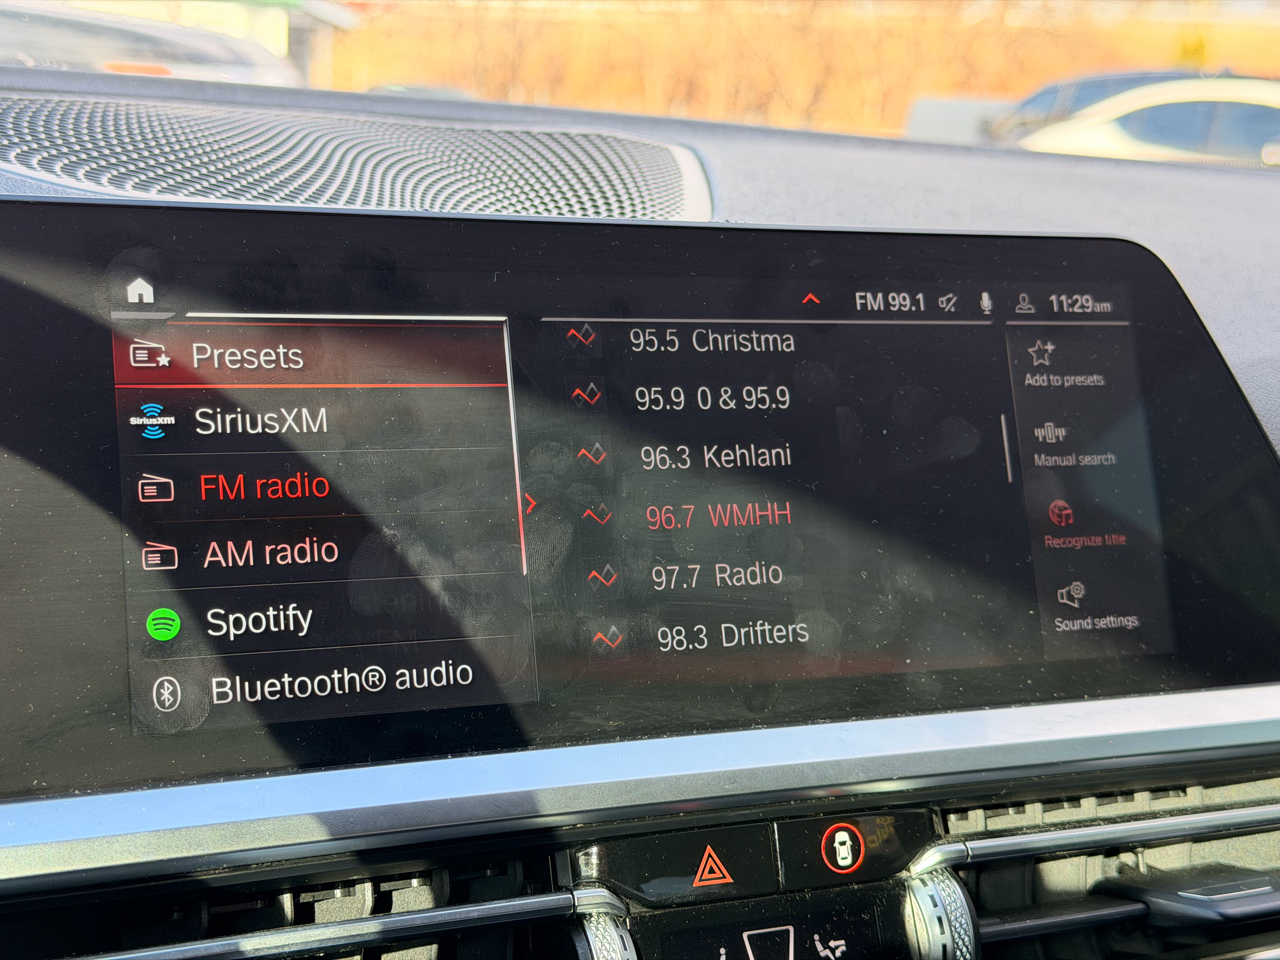 FM 99.1
11:29am
Presets
SiriusXM
SiriusXM
FM radio
AM radio
Spotify
Bluetooth® audio
95.5 Christma
95.9 0 & 95.9
96.3 Kehlani
96.7 WMHH
97.7 Radio
98.3 Drifters
Add to presets
Manual search
Recognize title
Sound settings